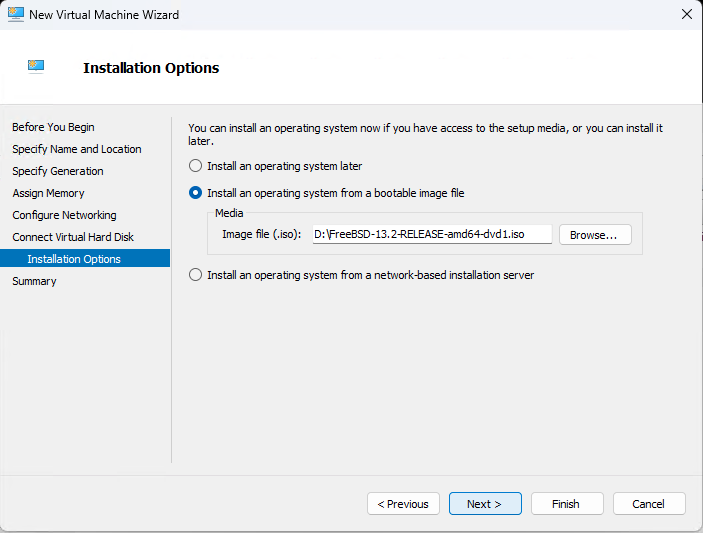 New Virtual Machine Wizard
Installation Options
Before You Begin
Specify Name and Location
Specify Generation
Assign Memory
Configure Networking
Connect Virtual Hard Disk
Installation Options
Summary
You can install an operating system now if you have access to the setup media, or you can install it
later.
Install an operating system later
Install an operating system from a bootable image file
Media
Image file (.iso): D:\FreeBSD-13.2-RELEASE-amd64-dvd1.iso Browse...
Install an operating system from a network-based installation server
< Previous Next > Finish Cancel